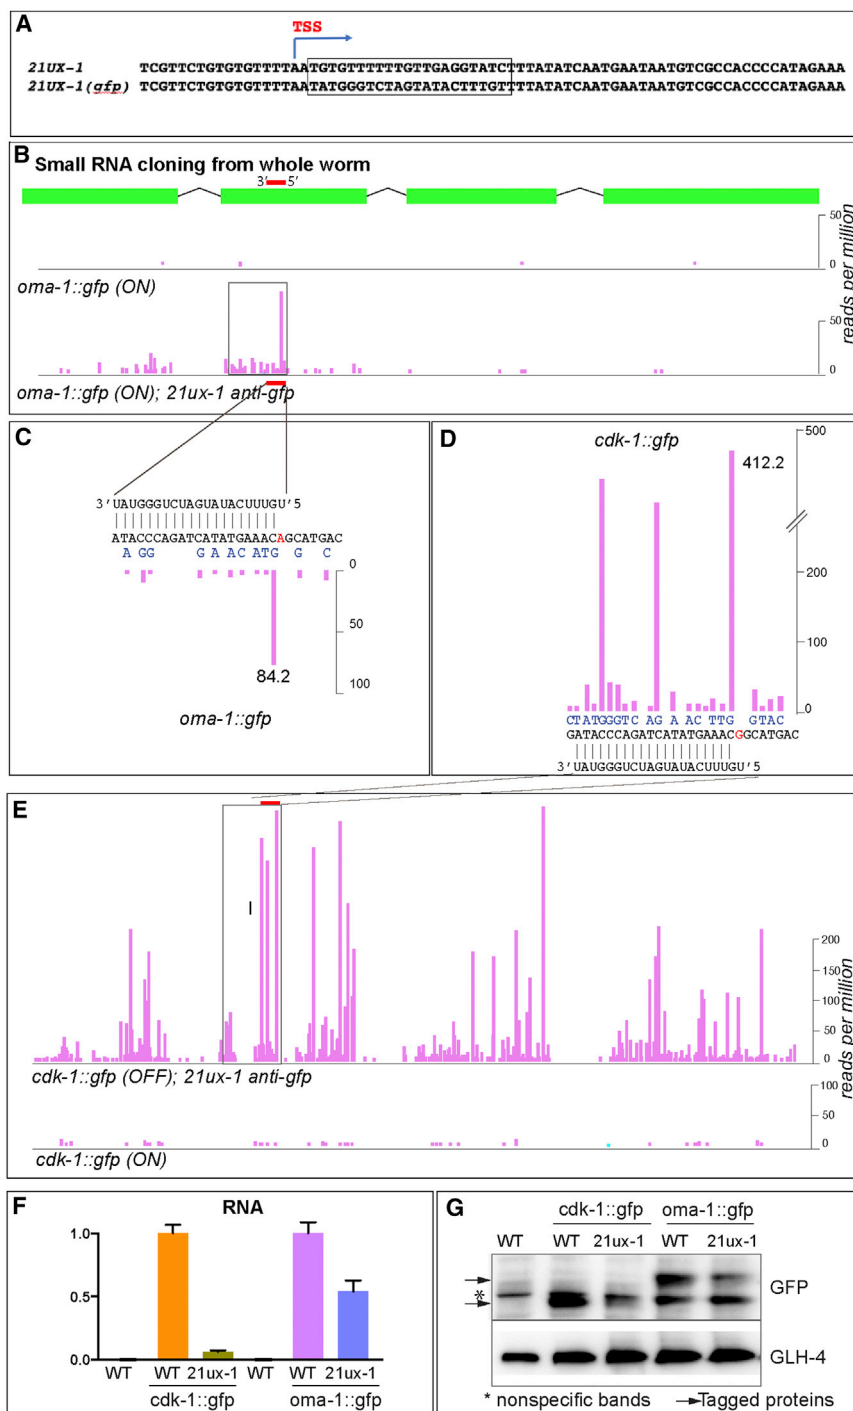 A
TSS
21UX-1 TCGTTCTGTGTGTTTTAATGTGTTTTTTGTTGAGGTATCTTTATATCAATGAATAATGTCGCCACCCCATAGAAA
21UX-1(gfp) TCGTTCTGTGTGTTTTAATATGGGTCTAGTATACTTTGTTTTATATCAATGAATAATGTCGCCACCCCATAGAAA
B Small RNA cloning from whole worm
3' 5'
50
0
reads per million
oma-1::gfp (ON)
50
0
oma-1::gfp (ON); 21ux-1 anti-gfp
C
3'UAUGGGUCUAGUAUACUUUGU'5
ATACCCAGATCATATGAAACAGCATGAC
A GG G A A C ATG G C
0
50
84.2
100
oma-1::gfp
D
cdk-1::gfp
500
412.2
200
100
0
CTATGGGTC AG A ACTTG GTAC
GATACCCAGATCATATGAAACGGCATGAC
3'UAUGGGUCUAGUAUACUUUGU'5
E
I
200
150
100
50
0
reads per million
cdk-1::gfp (OFF); 21ux-1 anti-gfp
100
50
0
cdk-1::gfp (ON)
F
RNA
1.0
0.5
0.0
WT WT 21ux-1 WT WT 21ux-1
cdk-1::gfp oma-1::gfp
G
cdk-1::gfp oma-1::gfp
WT WT 21ux-1 WT 21ux-1
*
GFP
GLH-4
* nonspecific bands →Tagged proteins